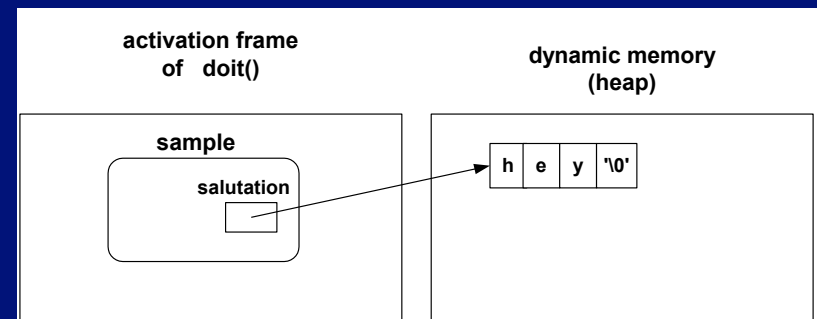 activation frame
of doit()
dynamic memory
(heap)
sample
salutation
h e y '\0'